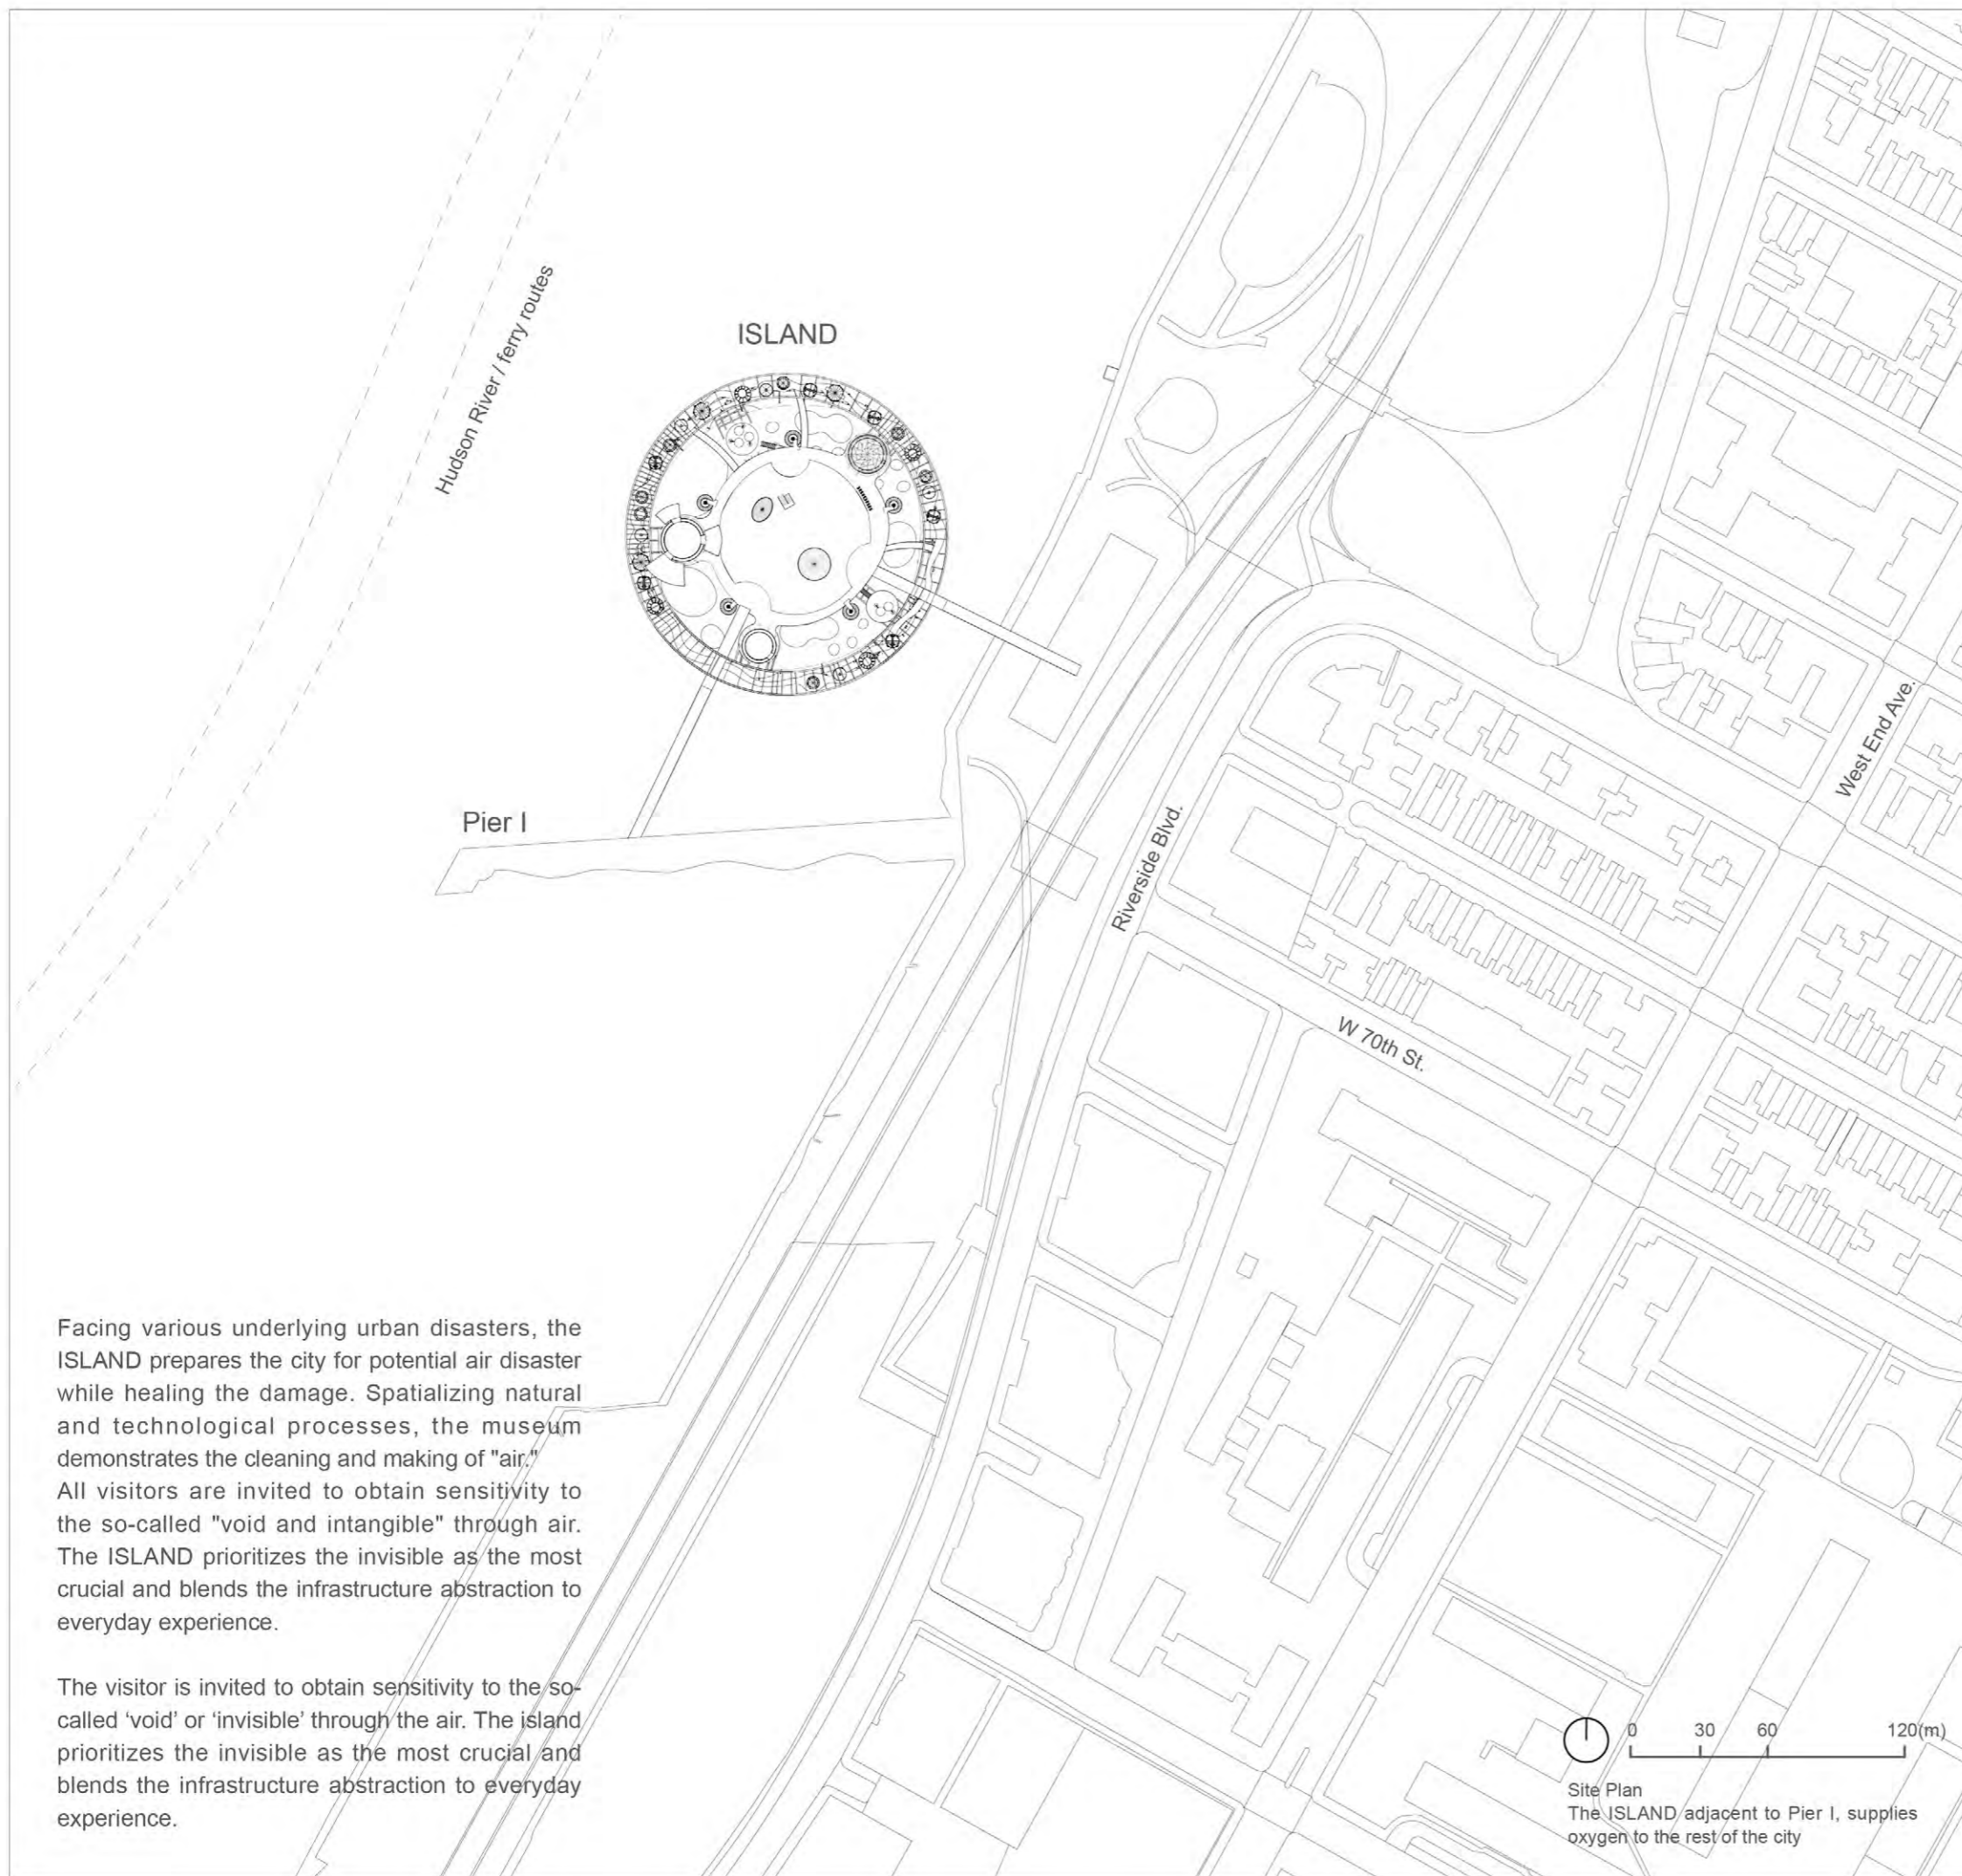 Hudson River / ferry routes
ISLAND
Pier I
West End Ave.
Riverside Blvd.
W 70th St.
Facing various underlying urban disasters, the
ISLAND prepares the city for potential air disaster
while healing the damage. Spatializing natural
and technological processes, the museum
demonstrates the cleaning and making of "air."
All visitors are invited to obtain sensitivity to
the so-called "void and intangible" through air.
The ISLAND prioritizes the invisible as the most
crucial and blends the infrastructure abstraction to
everyday experience.
The visitor is invited to obtain sensitivity to the so-
called ‘void’ or ‘invisible’ through the air. The island
prioritizes the invisible as the most crucial and
blends the infrastructure abstraction to everyday
experience.
0 30 60 120(m)
Site Plan
The ISLAND adjacent to Pier I, supplies
oxygen to the rest of the city